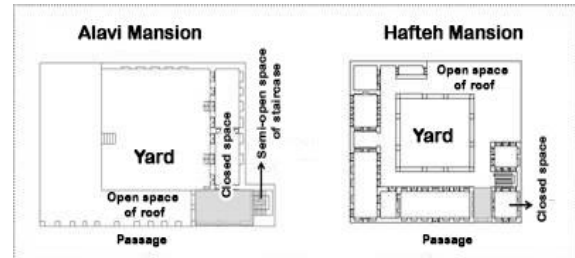 Alavi Mansion
Yard
Closed space
Semi-open space
of staircase
Open space
of roof
Passage
Hafteh Mansion
Open space
of roof
Yard
Closed space
Passage